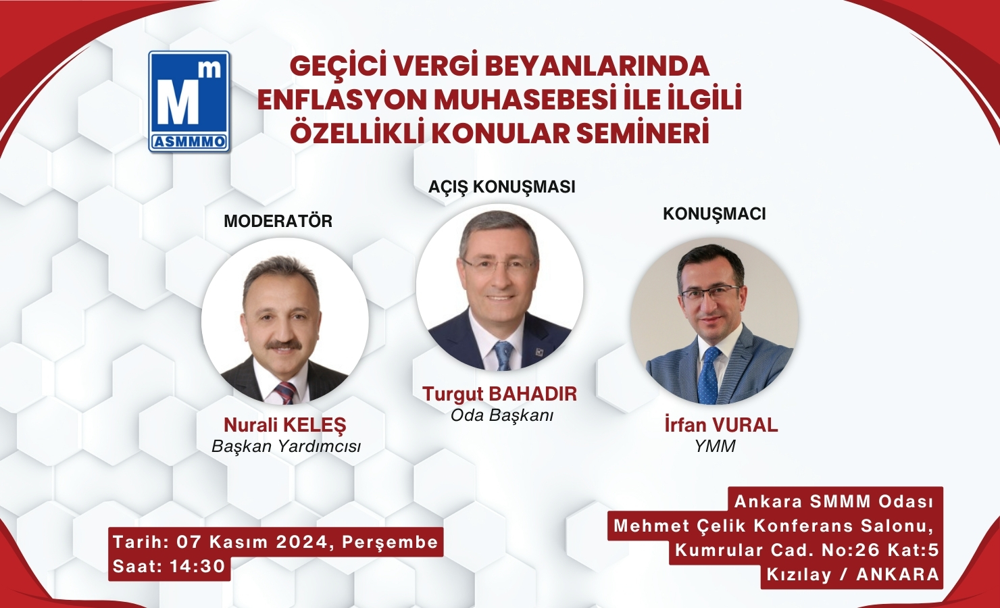 m
M
ASMMMO
GEÇİCİ VERGİ BEYANLARINDA
ENFLASYON MUHASEBESİ İLE İLGİLİ
ÖZELLİKLİ KONULAR SEMİNERİ
MODERATÖR
Nurali KELEŞ
Başkan Yardımcısı
AÇIŞ KONUŞMASI
Turgut BAHADIR
Oda Başkanı
KONUŞMACI
İrfan VURAL
YMM
Tarih: 07 Kasım 2024, Perşembe
Saat: 14:30
Ankara SMMM Odası
Mehmet Çelik Konferans Salonu,
Kumrular Cad. No:26 Kat:5
Kızılay / ANKARA